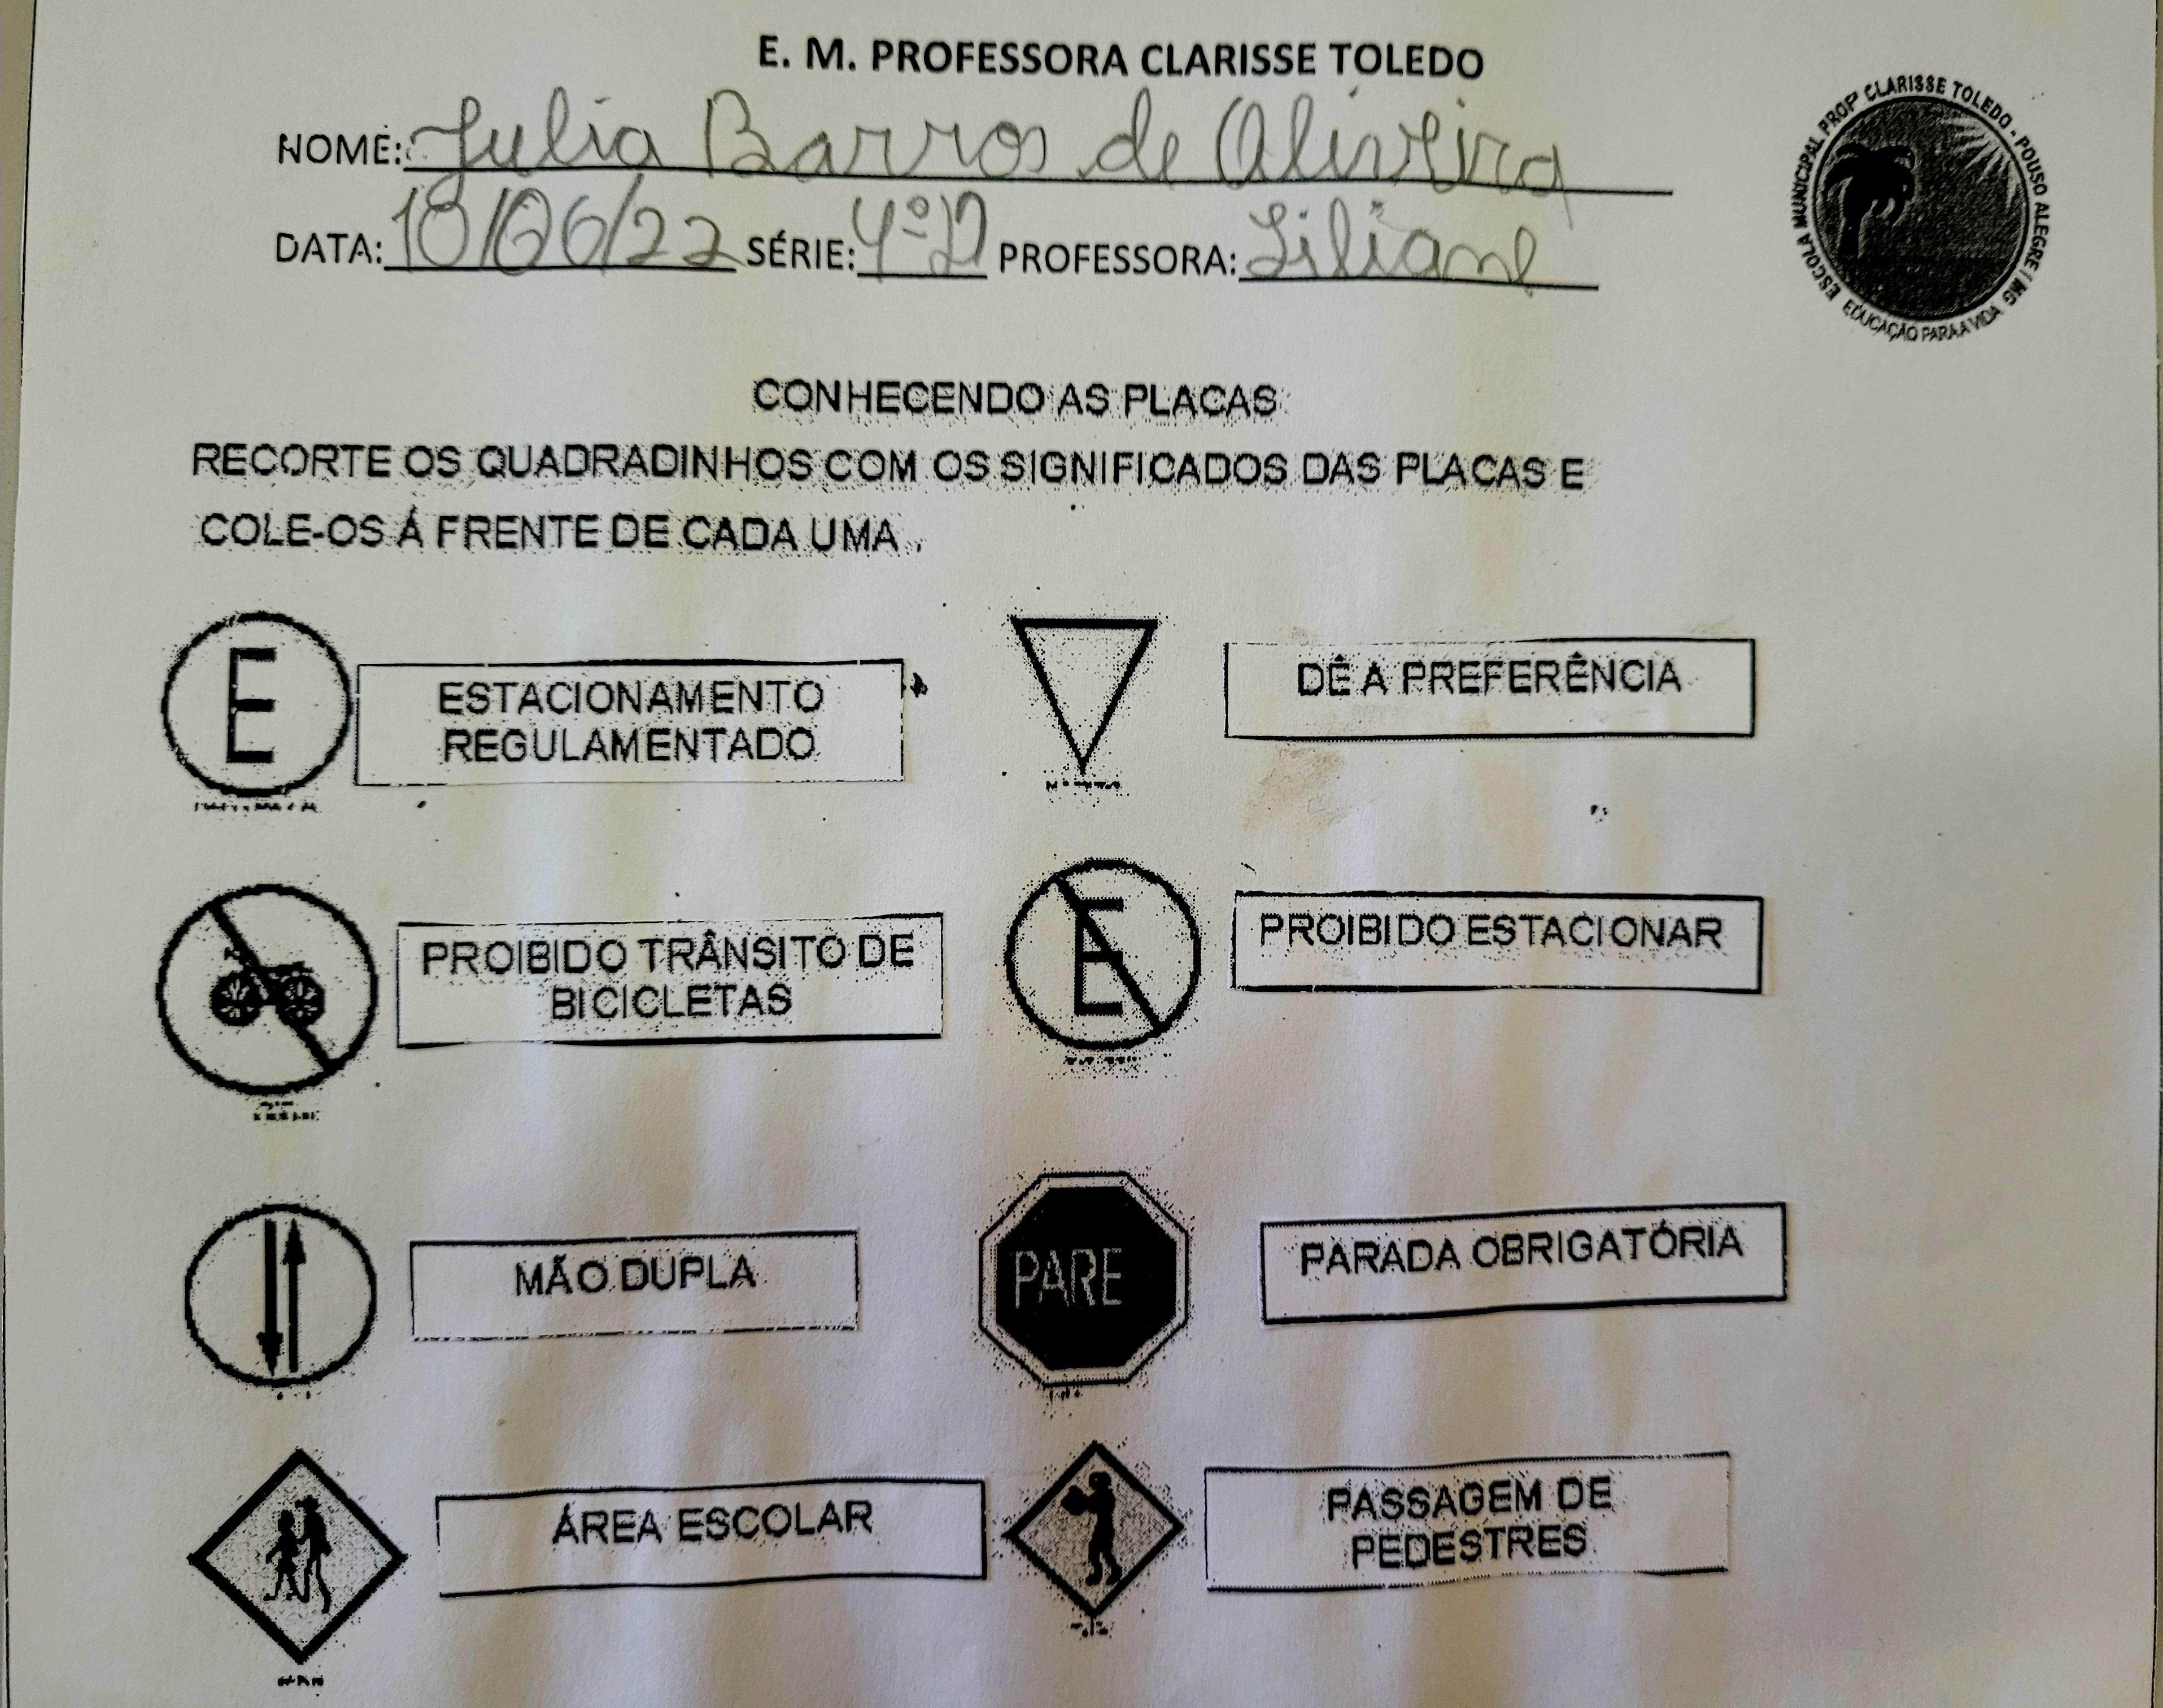 E. M. PROFESSORA CLARISSE TOLEDO
NOME: Julia Barros de Oliveira
DATA: 10/06/22 SÉRIE: 4º D PROFESSORA: Liliane
ESCOLA MUNICIPAL PROFª CLARISSE TOLEDO - POUSO ALEGRE / MG
EDUCAÇÃO PARA A VIDA
CONHECENDO AS PLACAS
RECORTE OS QUADRADINHOS COM OS SIGNIFICADOS DAS PLACAS E
COLE-OS Á FRENTE DE CADA UMA .
E
ESTACIONAMENTO
REGULAMENTADO
DÊ A PREFERÊNCIA
PROIBIDO TRÂNSITO DE
BICICLETAS
E
PROIBIDO ESTACIONAR
MÃO DUPLA
PARE
PARADA OBRIGATÓRIA
ÁREA ESCOLAR
PASSAGEM DE
PEDESTRES